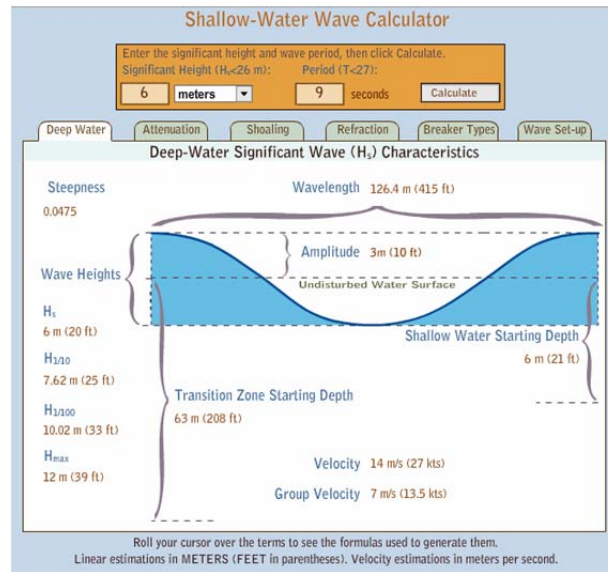 Shallow-Water Wave Calculator
Enter the significant height and wave period, then click Calculate.
Significant Height (Hs<26 m): Period (T<27):
6 meters 9 seconds Calculate
Deep Water Attenuation Shoaling Refraction Breaker Types Wave Set-up
Deep-Water Significant Wave (Hs) Characteristics
Steepness
0.0475
Wavelength 126.4 m (415 ft)
Amplitude 3m (10 ft)
Wave Heights
Undisturbed Water Surface
Hs
6 m (20 ft)
H1/10
7.62 m (25 ft)
H1/100
10.02 m (33 ft)
Hmax
12 m (39 ft)
Shallow Water Starting Depth
6 m (21 ft)
Transition Zone Starting Depth
63 m (208 ft)
Velocity 14 m/s (27 kts)
Group Velocity 7 m/s (13.5 kts)
Roll your cursor over the terms to see the formulas used to generate them.
Linear estimations in METERS (FEET in parentheses). Velocity estimations in meters per second.